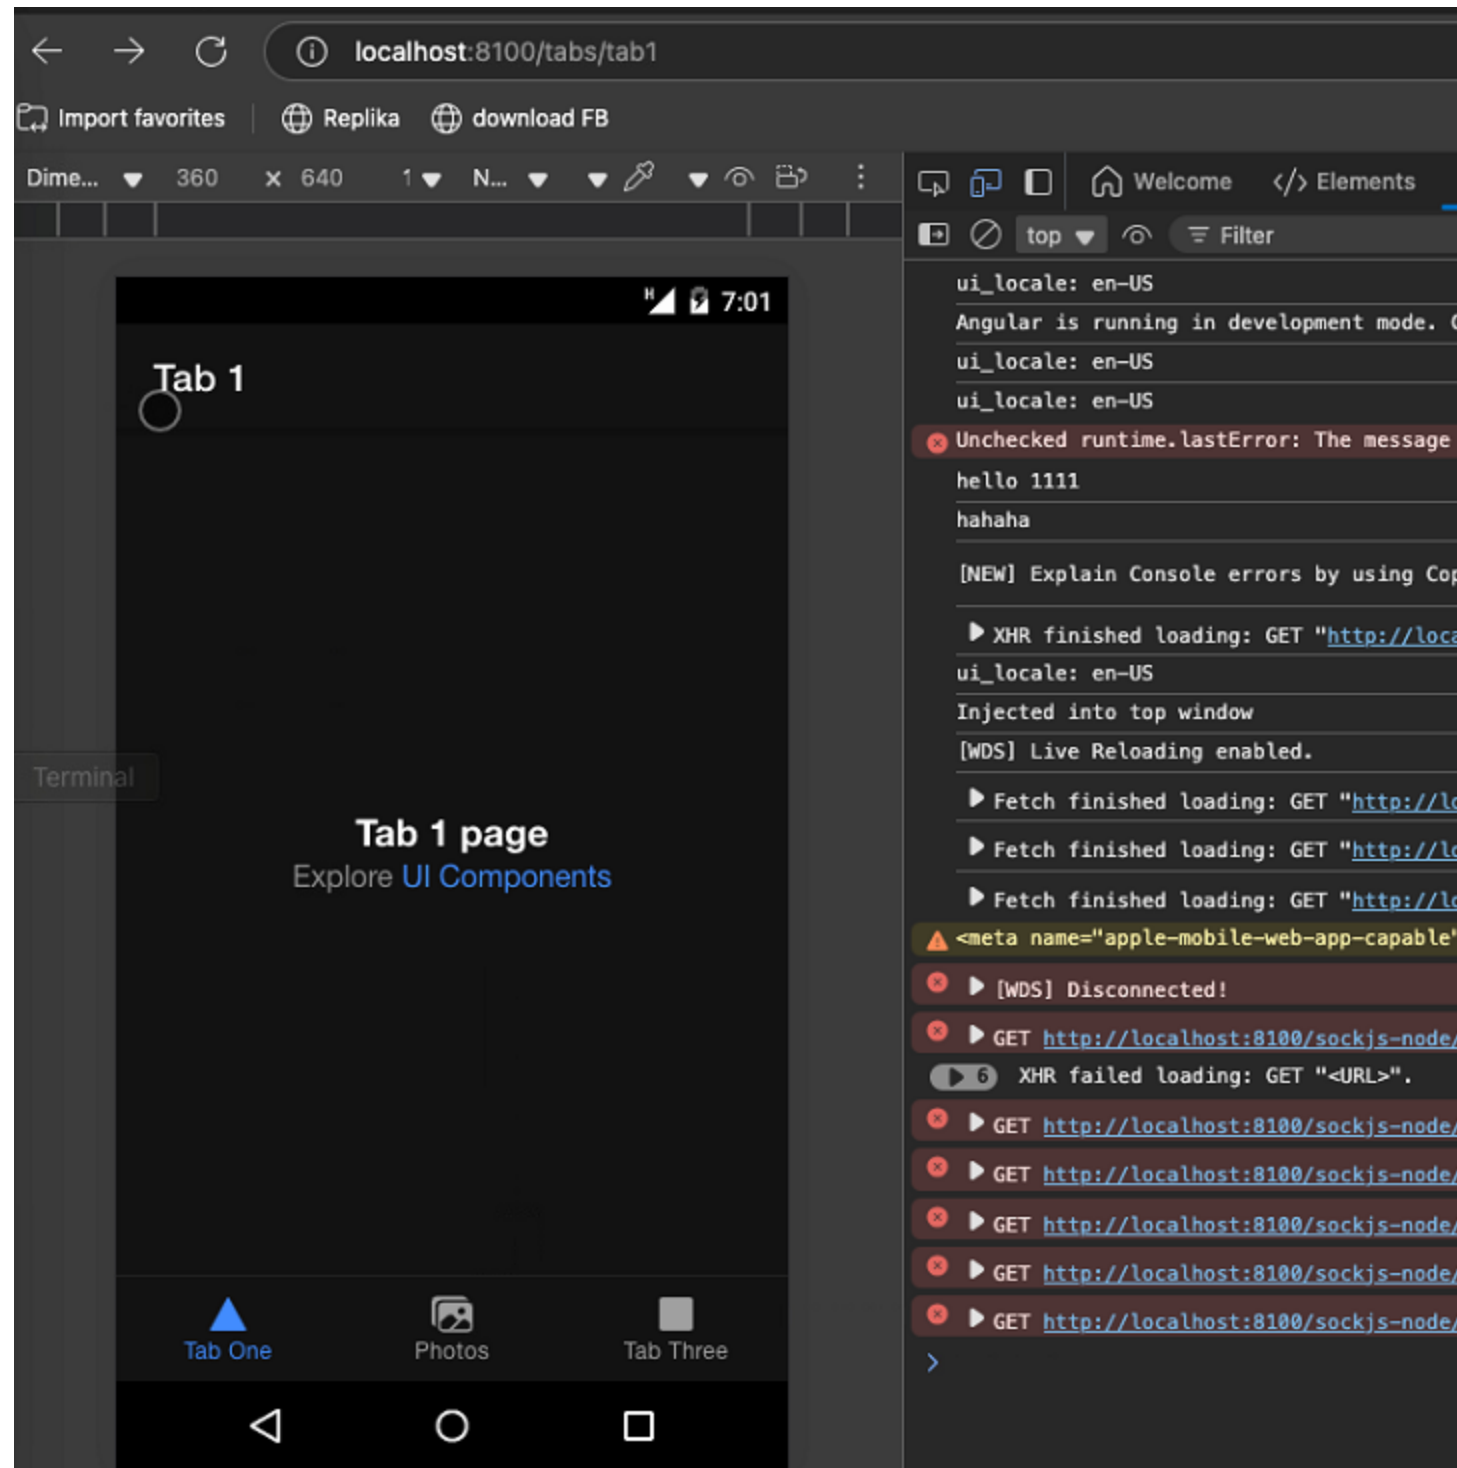 localhost:8100/tabs/tab1
Import favorites
Replika
download FB
Dime...
360
× 640
1
N...
Welcome
</> Elements
top
Filter
H
7:01
Tab 1
Terminal
Tab 1 page
Explore UI Components
Tab One
Photos
Tab Three
ui_locale: en-US
Angular is running in development mode.
ui_locale: en-US
ui_locale: en-US
Unchecked runtime.lastError: The message
hello 1111
hahaha
[NEW] Explain Console errors by using Cop
XHR finished loading: GET "http://loca
ui_locale: en-US
Injected into top window
[WDS] Live Reloading enabled.
Fetch finished loading: GET "http://lo
Fetch finished loading: GET "http://lo
Fetch finished loading: GET "http://lo
<meta name="apple-mobile-web-app-capable"
[WDS] Disconnected!
GET http://localhost:8100/sockjs-node/
6 XHR failed loading: GET "<URL>".
GET http://localhost:8100/sockjs-node/
GET http://localhost:8100/sockjs-node/
GET http://localhost:8100/sockjs-node/
GET http://localhost:8100/sockjs-node/
GET http://localhost:8100/sockjs-node/